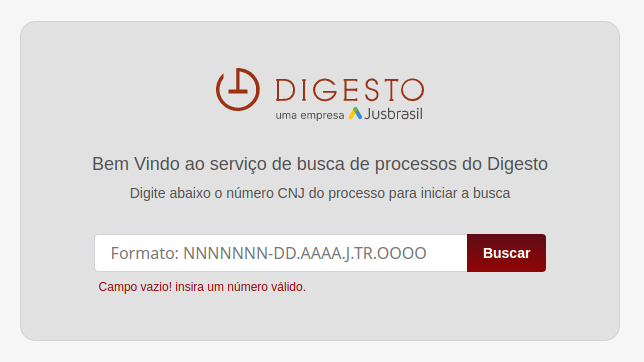 DIGESTO
uma empresa Jusbrasil
Bem Vindo ao serviço de busca de processos do Digesto
Digite abaixo o número CNJ do processo para iniciar a busca
Formato: NNNNNNN-DD.AAAA.J.TR.OOOO Buscar
Campo vazio! insira um número válido.